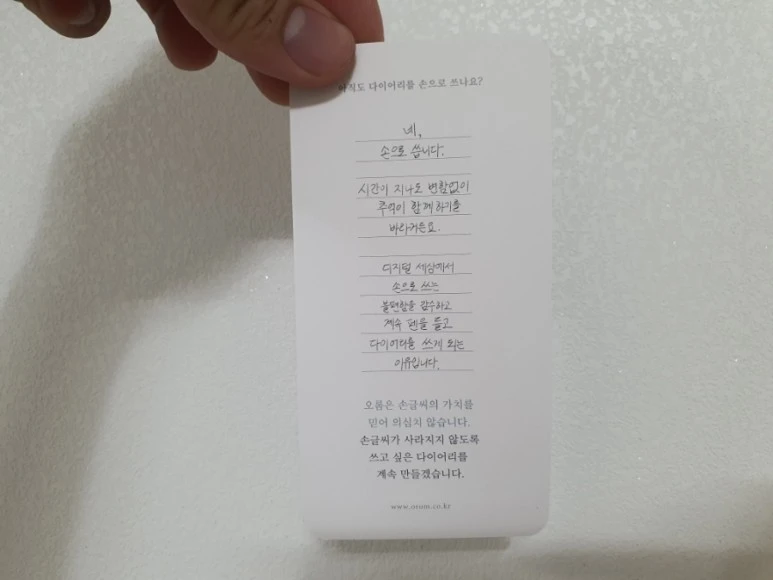 아직도 다이어리를 손으로 쓰나요?
네,
손으로 씁니다.
시간이 지나도 변함없이
추억이 함께하기를
바라거든요.
디지털 세상에서
손으로 쓰는
불편함을 감수하고
계속 펜을 들고
다이어리를 쓰게 되는
이유입니다.
오롬은 손글씨의 가치를
믿어 의심치 않습니다.
손글씨가 사라지지 않도록
쓰고 싶은 다이어리를
계속 만들겠습니다.
www.orom.co.kr